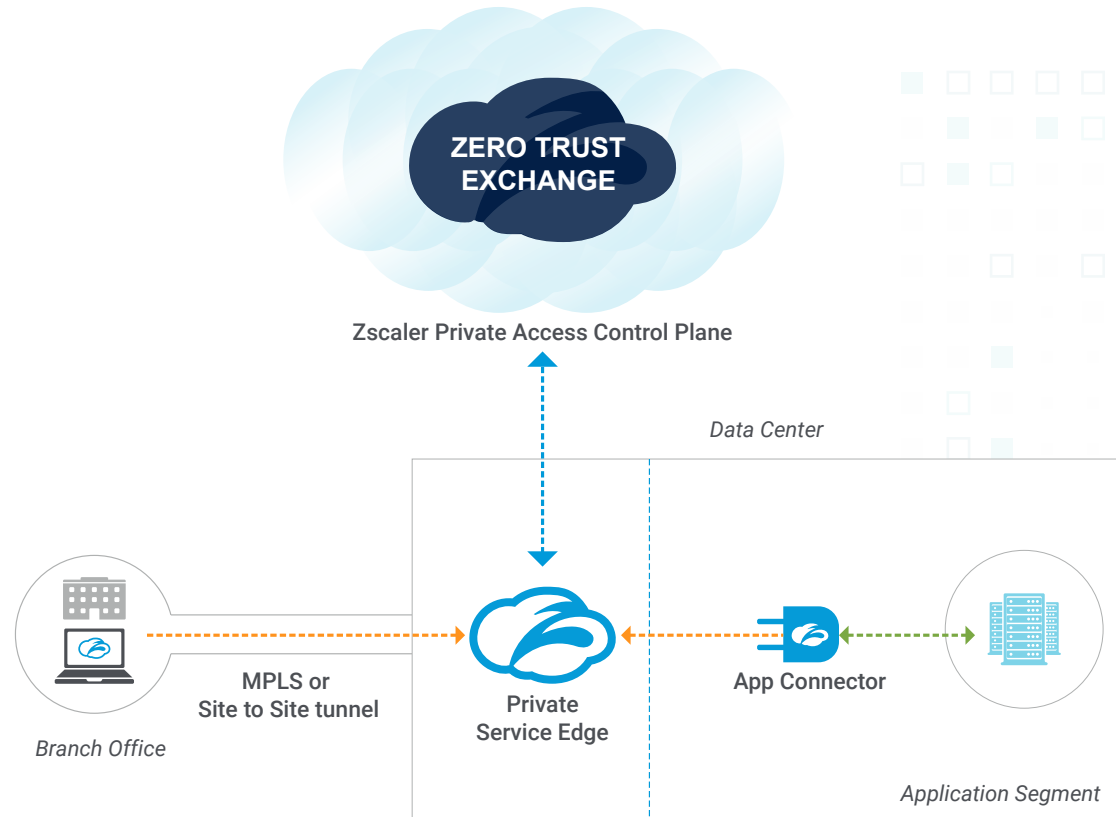 ZERO TRUST
EXCHANGE
Zscaler Private Access Control Plane
Data Center
MPLS or
Site to Site tunnel
Branch Office
Private
Service Edge
App Connector
Application Segment